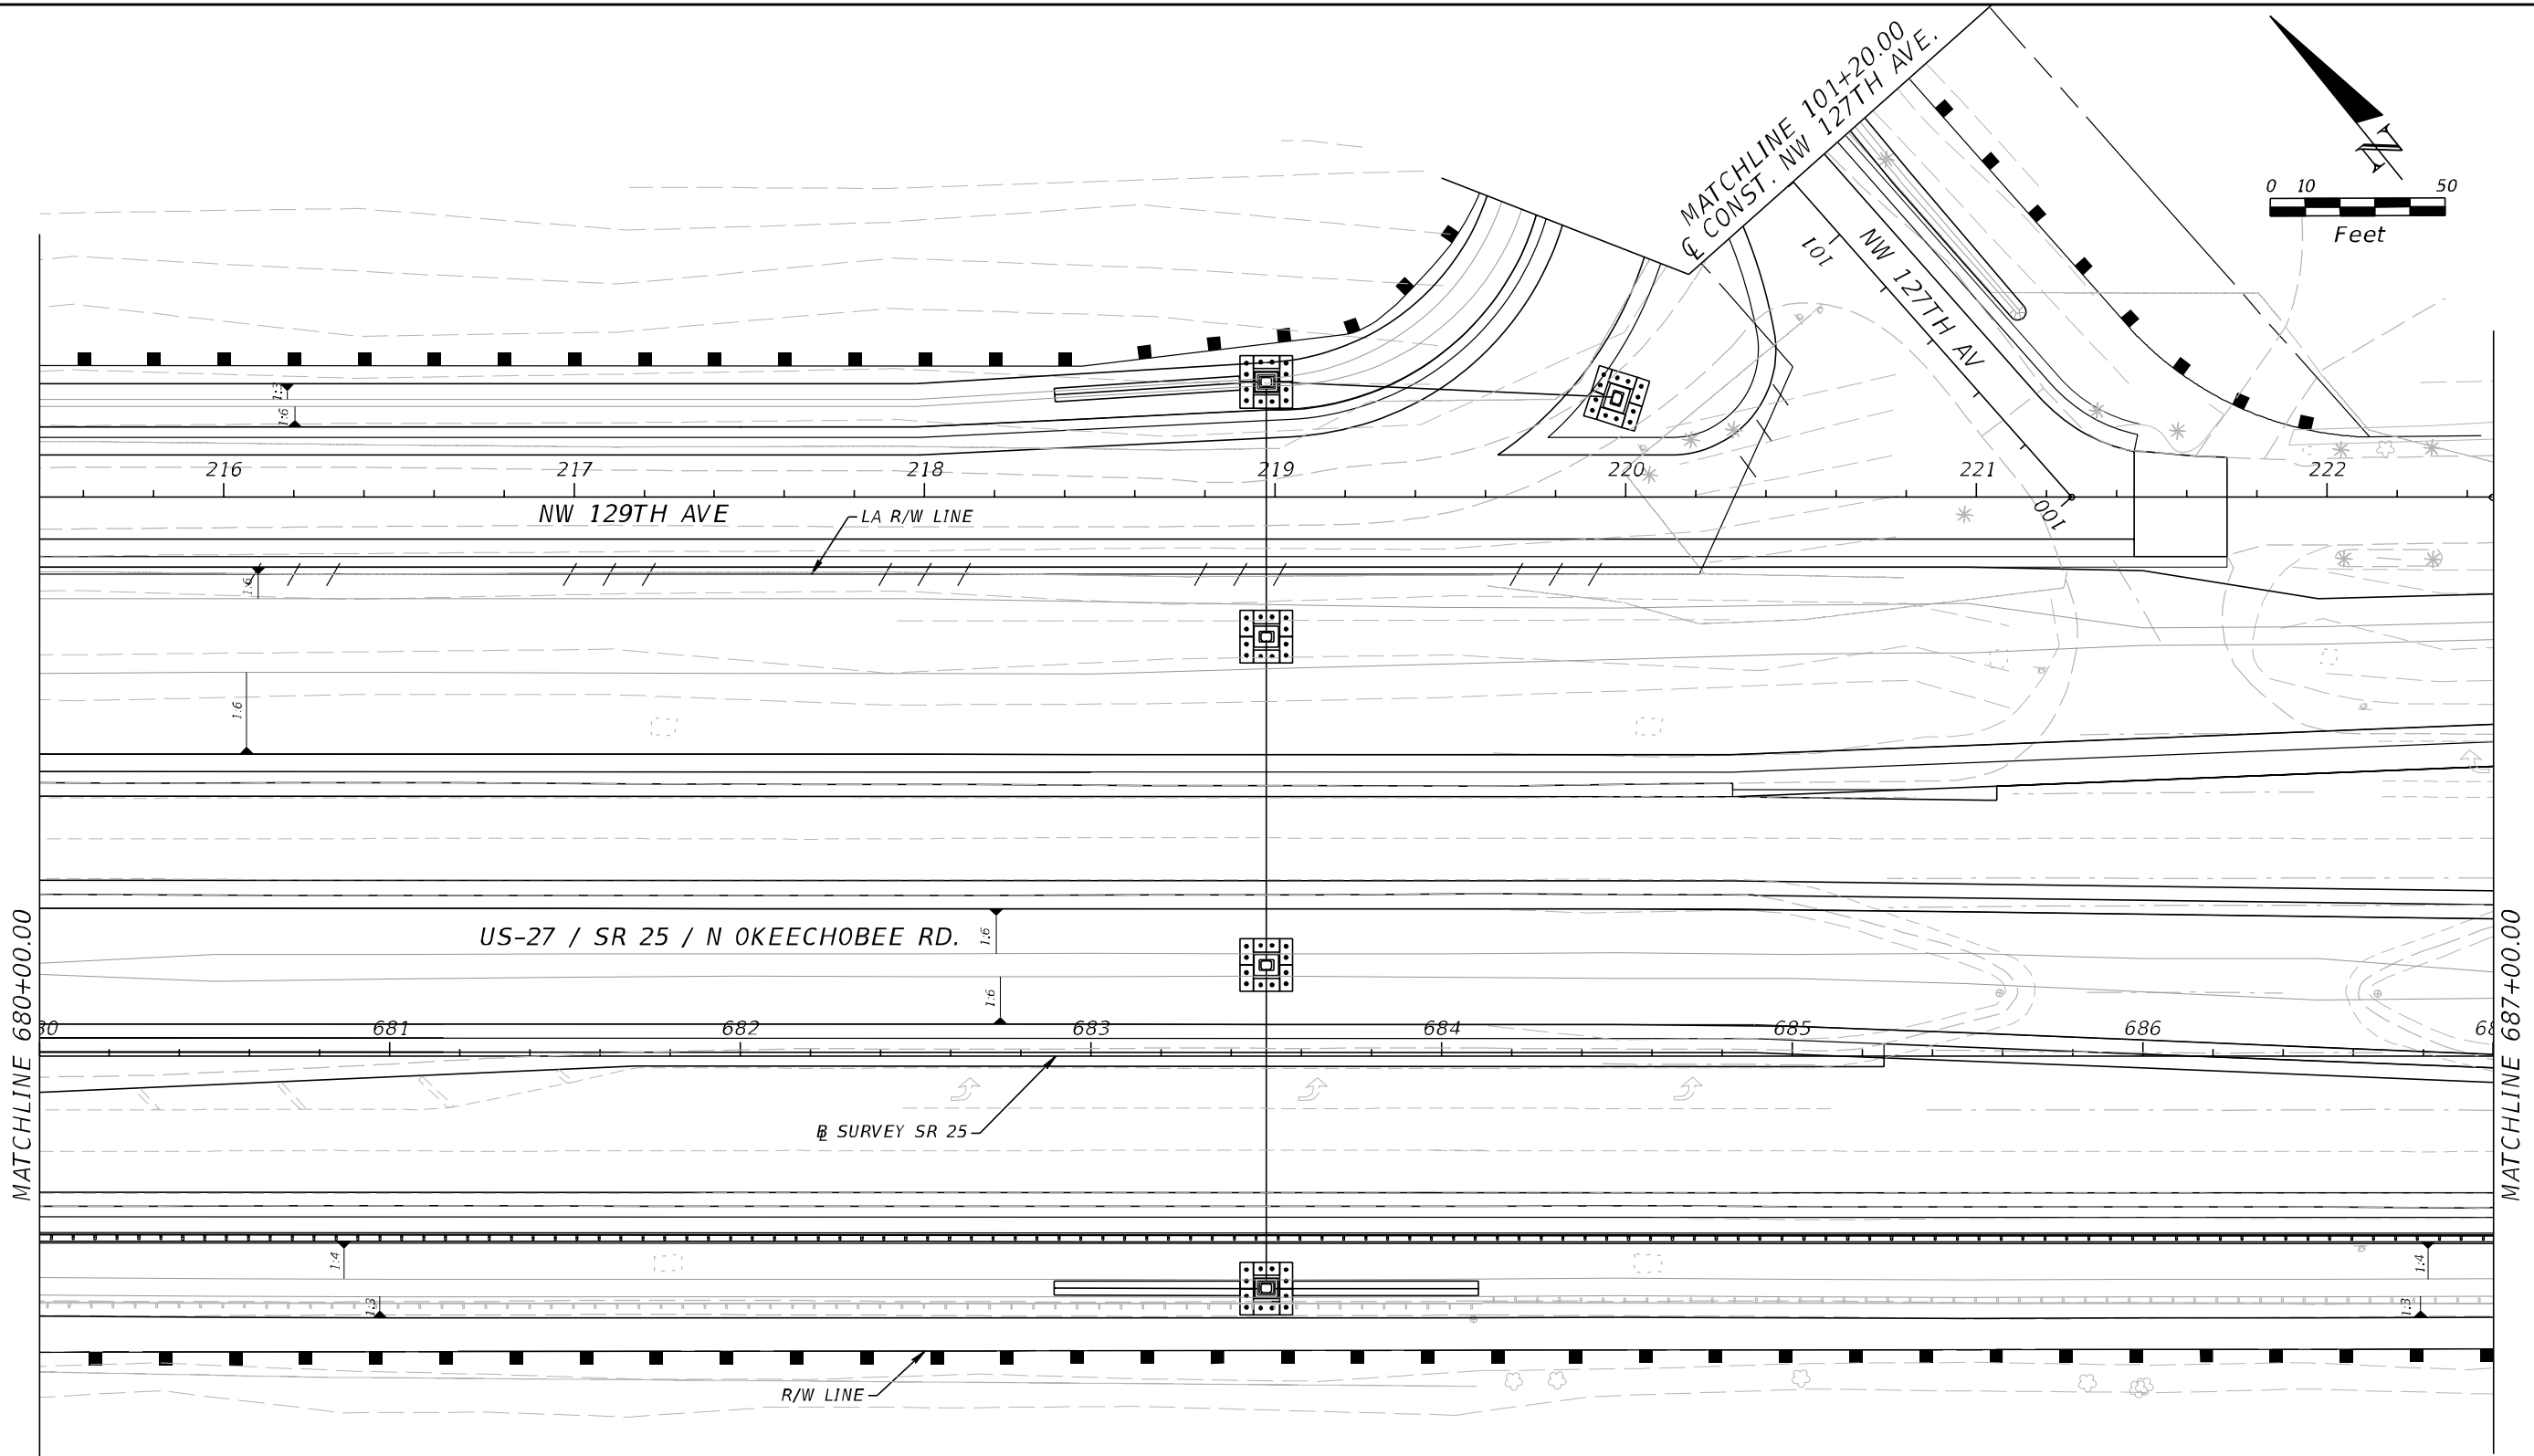 MATCHLINE 101+20.00
℄ CONST. NW 127TH AVE.
N
0 10 50
Feet
101
NW 127TH AV
100
1:3
1:6
216 217 218 219 220 221 222
NW 129TH AVE
LA R/W LINE
1:6
1:6
US-27 / SR 25 / N OKEECHOBEE RD.
1:6
1:6
MATCHLINE 680+00.00
MATCHLINE 687+00.00
80 681 682 683 684 685 686 68
BL SURVEY SR 25
1:4
1:4
1:3
1:3
R/W LINE